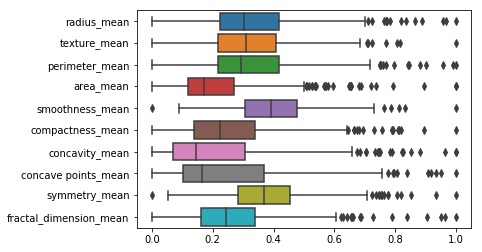 radius_mean
texture_mean
perimeter_mean
area_mean
smoothness_mean
compactness_mean
concavity_mean
concave points_mean
symmetry_mean
fractal_dimension_mean
0.0 0.2 0.4 0.6 0.8 1.0